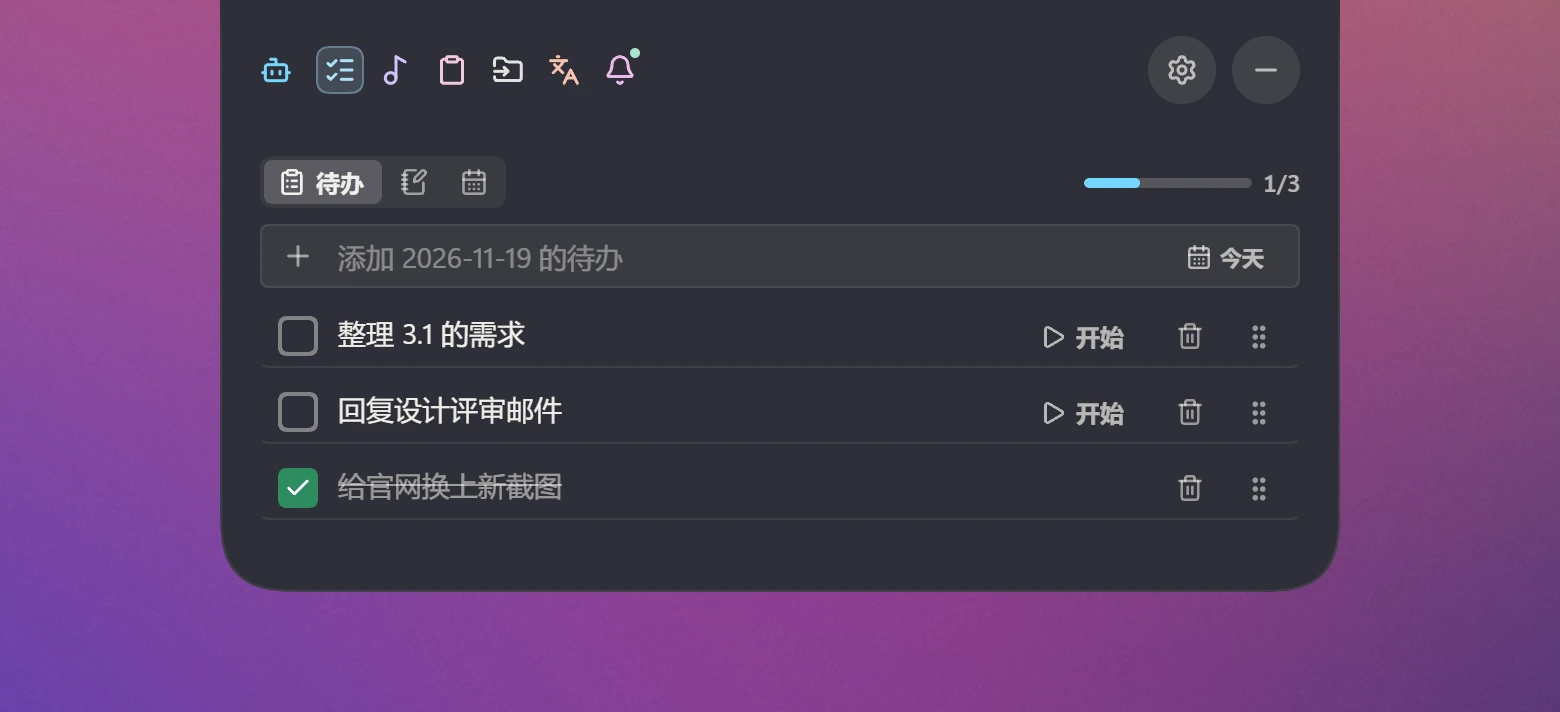 待办
1/3
添加 2026-11-19 的待办
今天
整理 3.1 的需求
开始
回复设计评审邮件
开始
给官网换上新截图